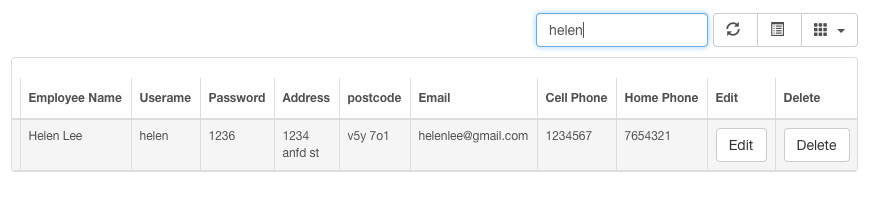 helen
Employee Name Userame Password Address postcode Email Cell Phone Home Phone Edit Delete
Helen Lee helen 1236 1234 v5y 7o1 helenlee@gmail.com 1234567 7654321 Edit Delete
anfd st